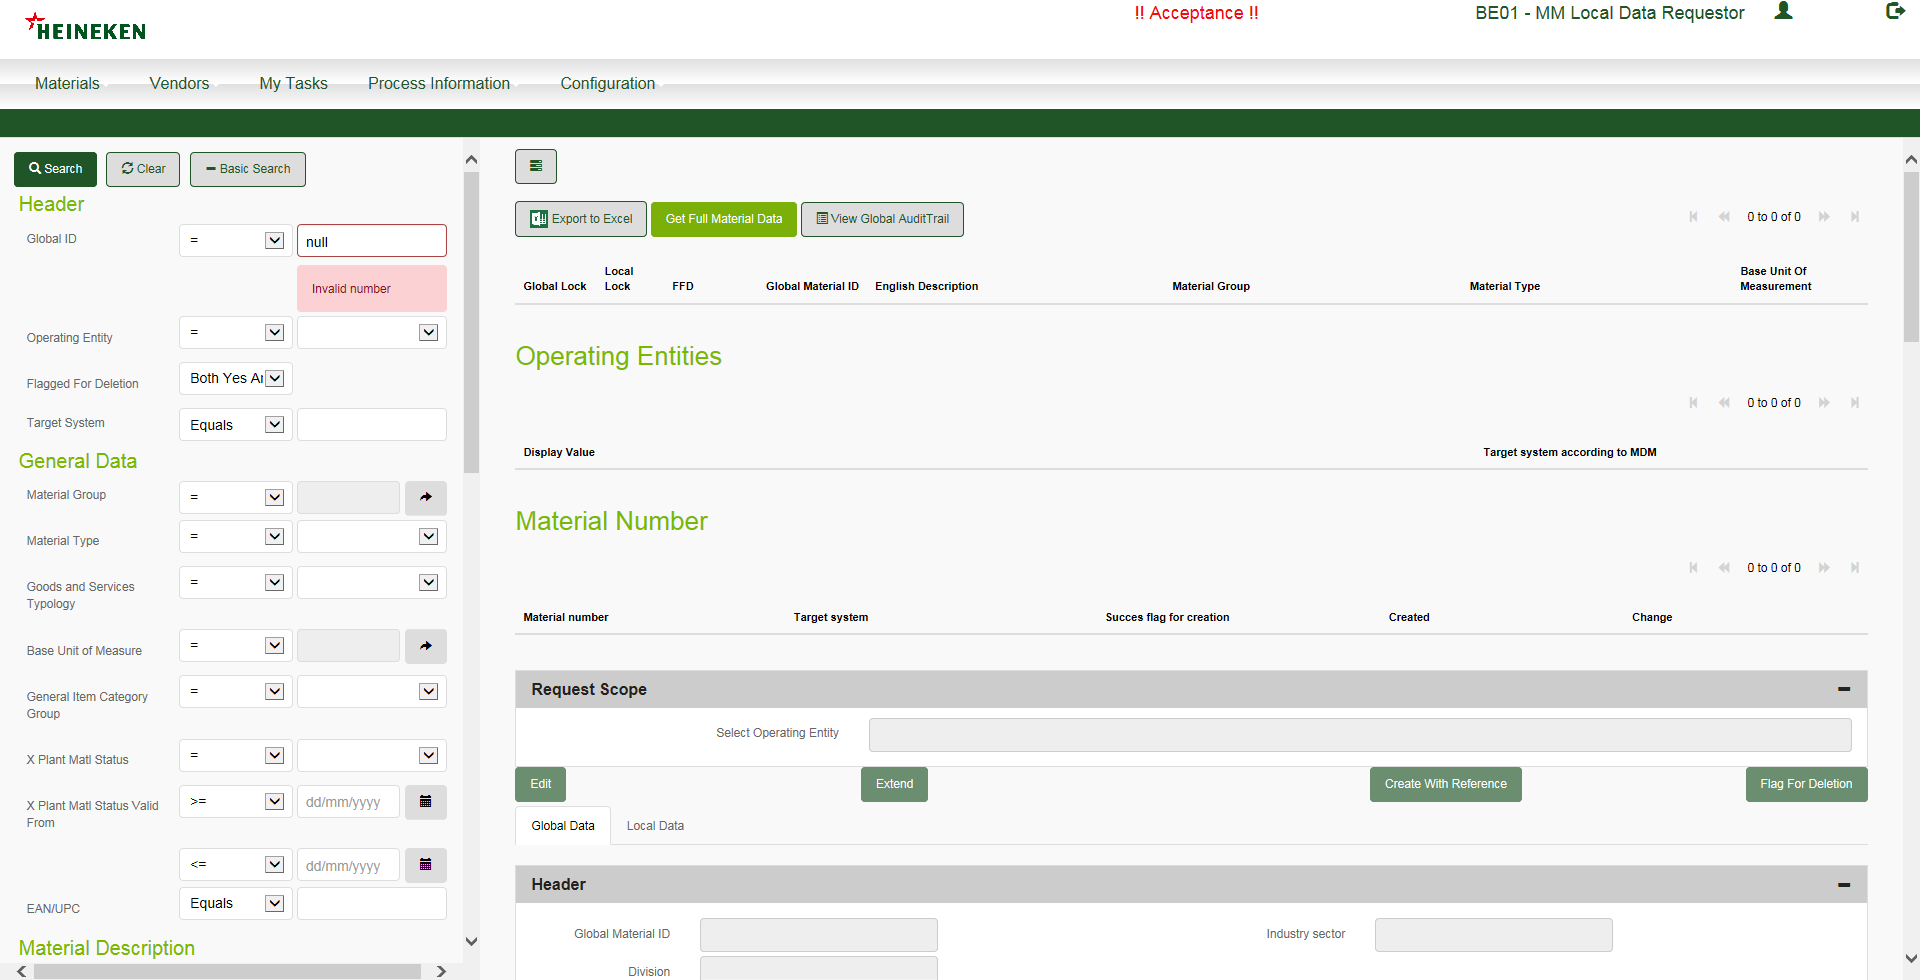 HEINEKEN
!! Acceptance !!
BE01 - MM Local Data Requestor
Materials
Vendors
My Tasks
Process Information
Configuration
Search
Clear
Basic Search
Header
Global ID
=
null
Invalid number
Operating Entity
=
Flagged For Deletion
Both Yes Ar
Target System
Equals
General Data
Material Group
=
Material Type
=
Goods and Services
Typology
=
Base Unit of Measure
=
General Item Category
Group
=
X Plant Matl Status
=
X Plant Matl Status Valid
From
>=
dd/mm/yyyy
<=
dd/mm/yyyy
EAN/UPC
Equals
Material Description
Export to Excel
Get Full Material Data
View Global AuditTrail
0 to 0 of 0
Global Lock
Local
Lock
FFD
Global Material ID
English Description
Material Group
Material Type
Base Unit Of
Measurement
Operating Entities
0 to 0 of 0
Display Value
Target system according to MDM
Material Number
0 to 0 of 0
Material number
Target system
Succes flag for creation
Created
Change
Request Scope
Select Operating Entity
Edit
Extend
Create With Reference
Flag For Deletion
Global Data
Local Data
Header
Global Material ID
Industry sector
Division